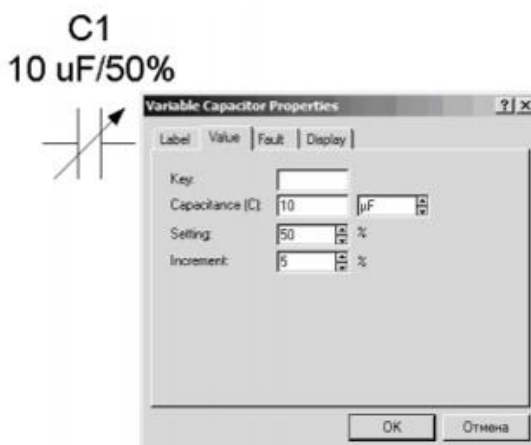 C1
10 uF/50%
Variable Capacitor Properties
Label Value Fault Display
Key:
Capacitance (C): 10 µF
Setting: 50 %
Increment: 5 %
OK Отмена